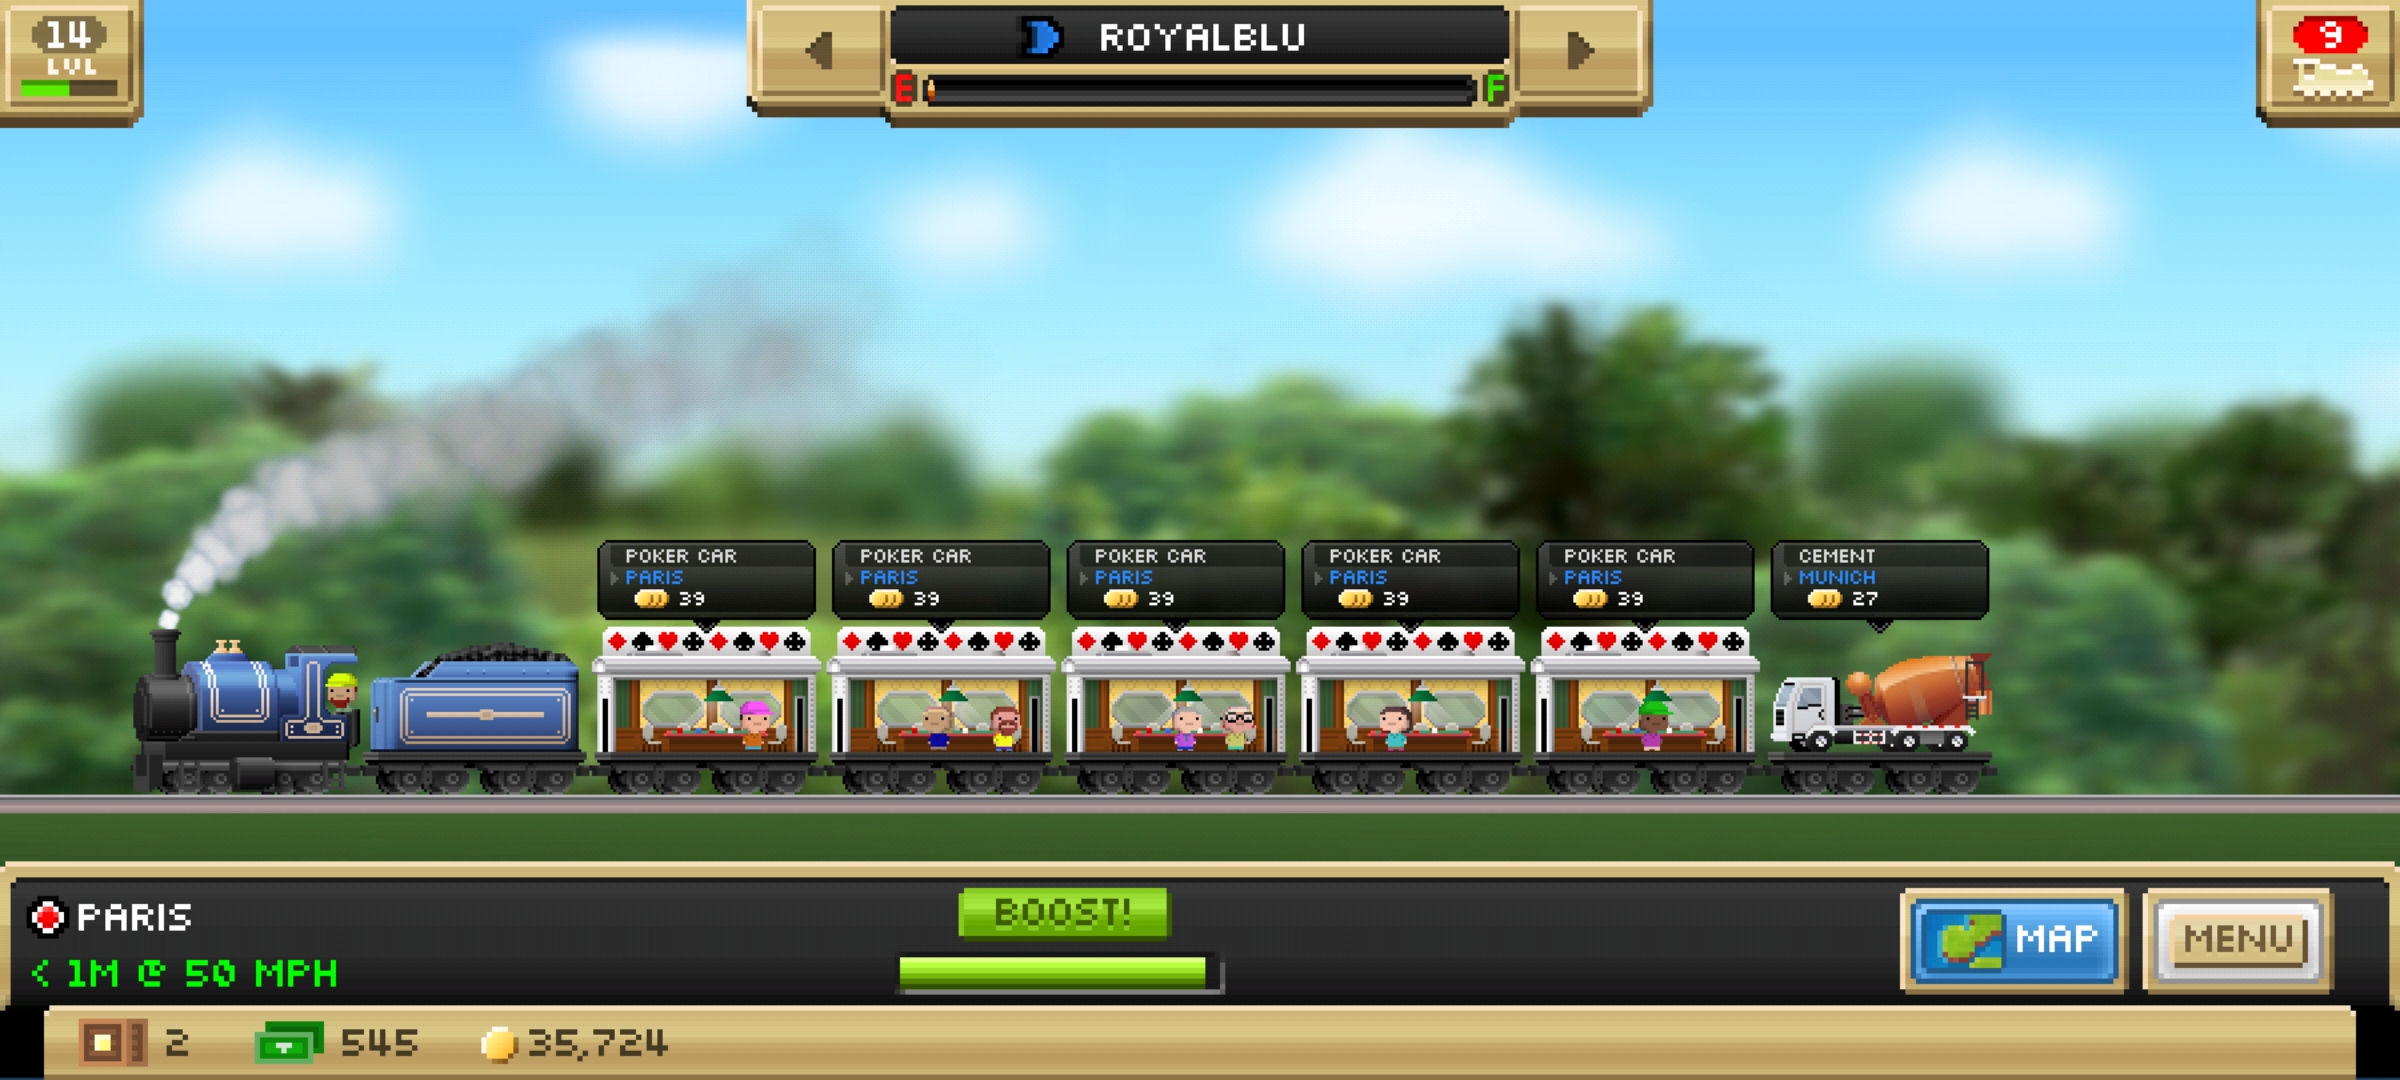 14
LVL
ROYALBLU
E F
9
POKER CAR
PARIS
39
POKER CAR
PARIS
39
POKER CAR
PARIS
39
POKER CAR
PARIS
39
POKER CAR
PARIS
39
CEMENT
MUNICH
27
PARIS
< 1M @ 50 MPH
BOOST!
MAP
MENU
2
545
35,724